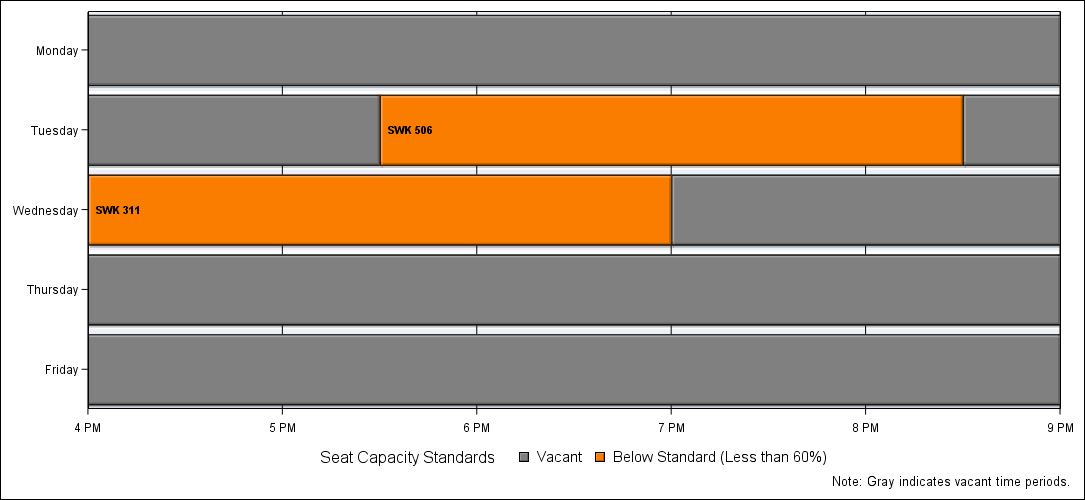 Monday
Tuesday
SWK 506
Wednesday
SWK 311
Thursday
Friday
4 PM 5 PM 6 PM 7 PM 8 PM 9 PM
Seat Capacity Standards Vacant Below Standard (Less than 60%)
Note: Gray indicates vacant time periods.